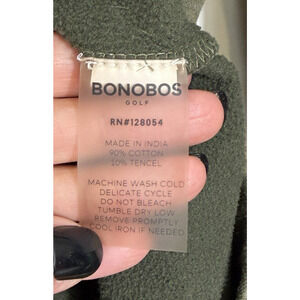 BONOBOS
GOLF
RN#128054
MADE IN INDIA
90% COTTON
10% TENCEL
MACHINE WASH COLD
DELICATE CYCLE
DO NOT BLEACH
TUMBLE DRY LOW
REMOVE PROMPTLY
COOL IRON IF NEEDED